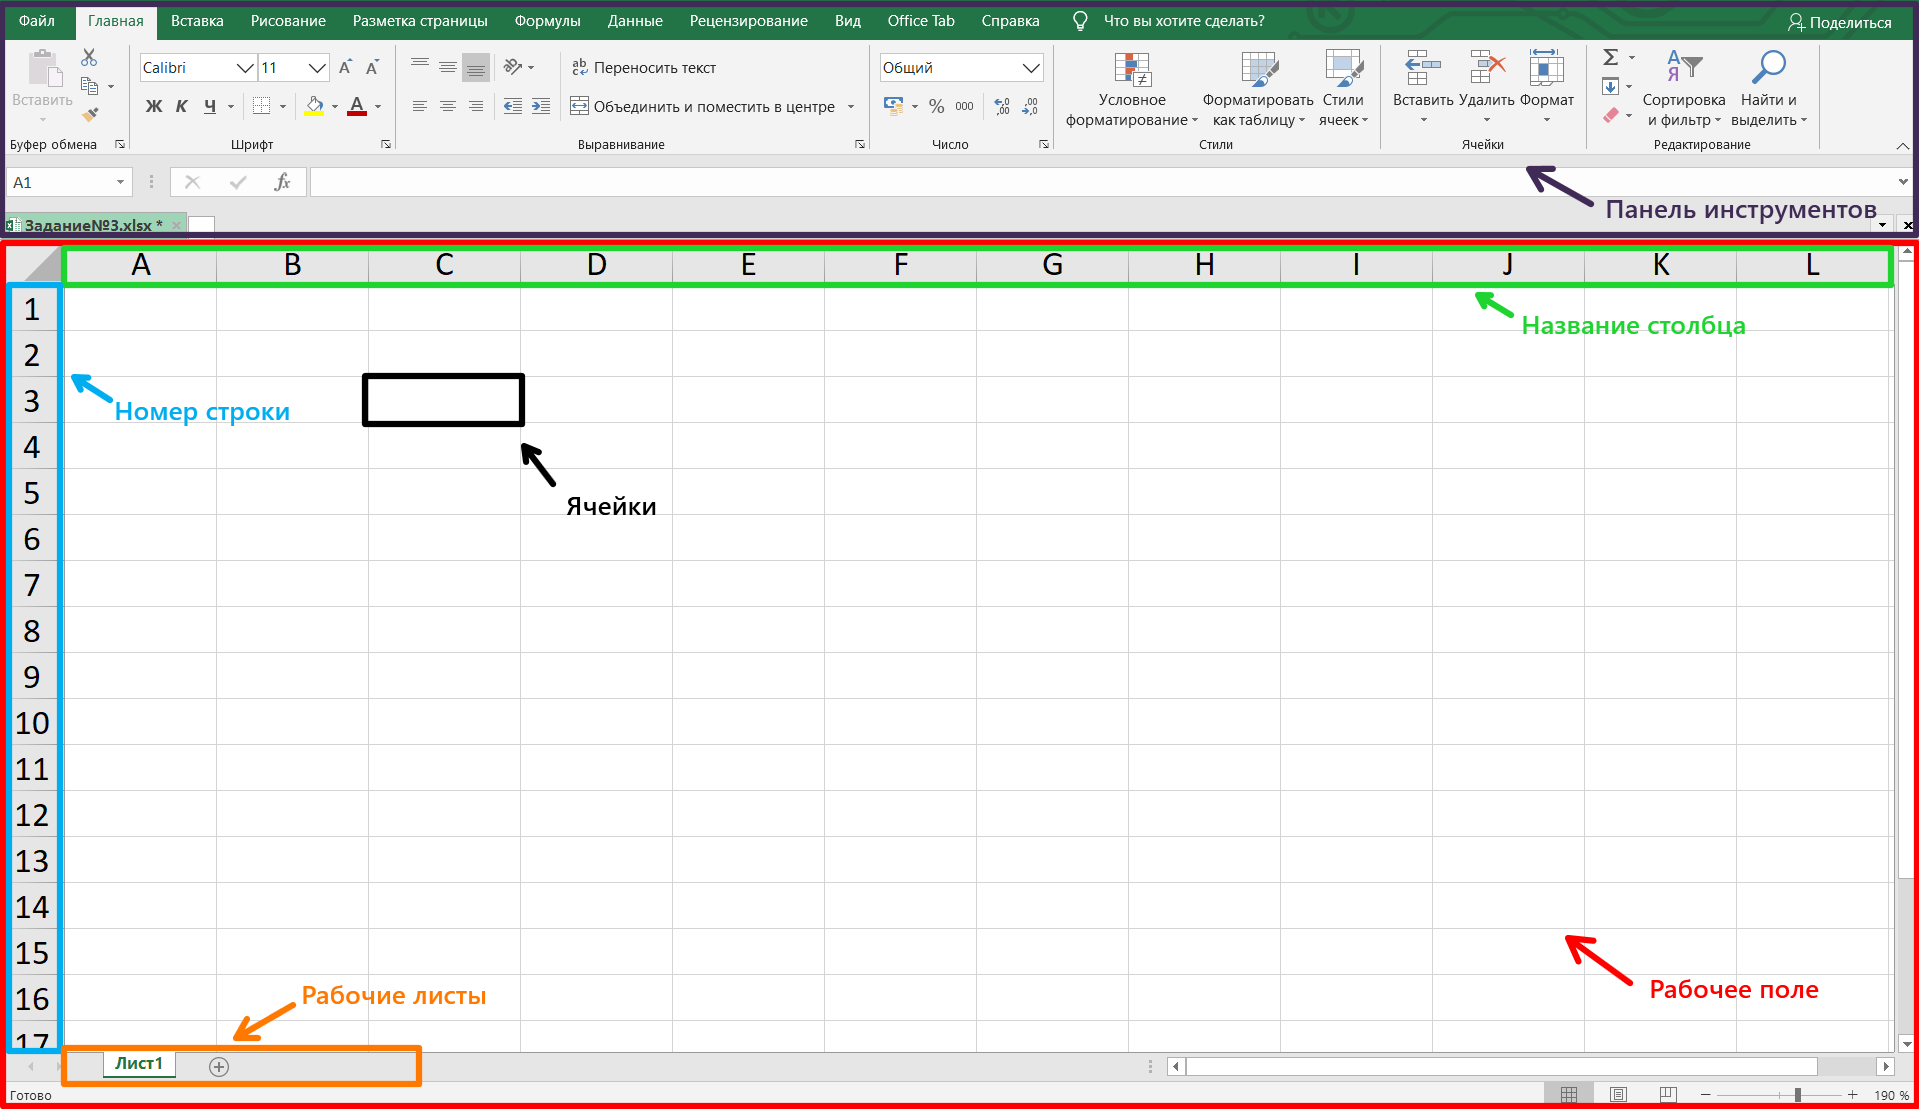 Файл Главная Вставка Рисование Разметка страницы Формулы Данные Рецензирование Вид Office Tab Справка Что вы хотите сделать? Поделиться
Calibri 11 Переносить текст Общий
Вставить Условное форматирование Форматировать как таблицу Стили ячеек Вставить Удалить Формат Сортировка и фильтр Найти и выделить
Ж К Ч А Объединить и поместить в центре % 000
Буфер обмена Шрифт Выравнивание Число Стили Ячейки Редактирование
A1 fx
Панель инструментов
Задание№3.xlsx *
A B C D E F G H I J K L
1
Название столбца
2
3
Номер строки
4
5
Ячейки
6
7
8
9
10
11
12
13
14
15
Рабочее поле
16
Рабочие листы
17
Лист1
Готово 190 %